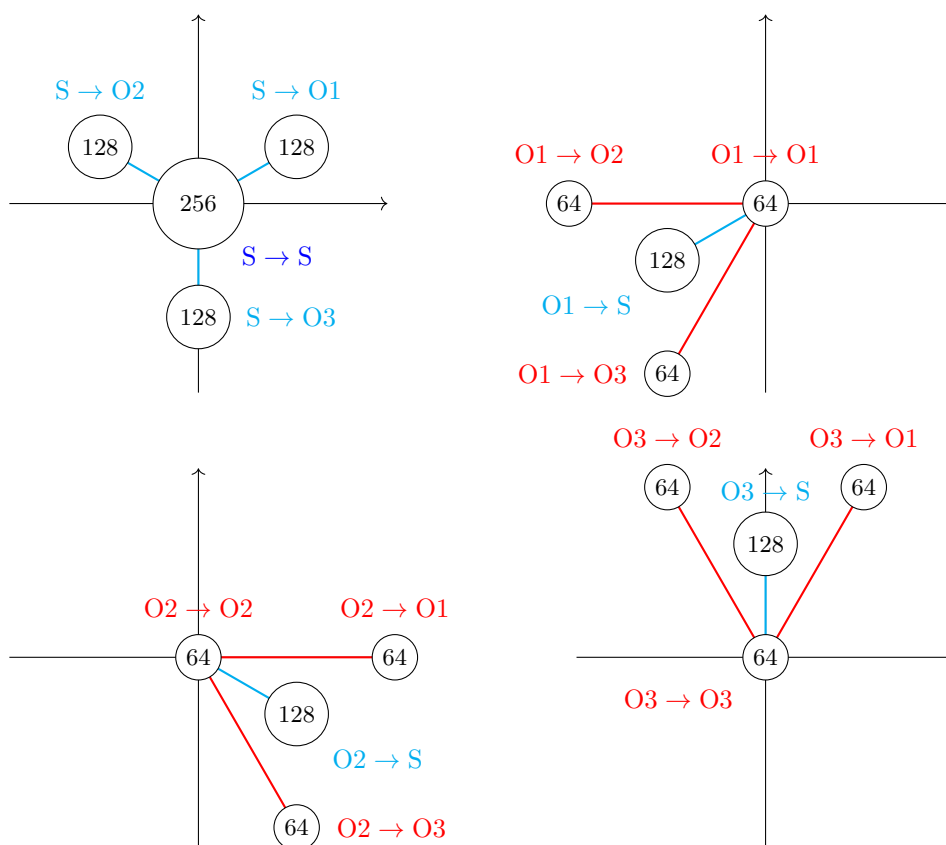 S → O2
S → O1
128
128
256
S → S
128
S → O3
O1 → O2
O1 → O1
64
64
128
O1 → S
O1 → O3
64
O2 → O2
O2 → O1
64
64
128
O2 → S
64
O2 → O3
O3 → O2
O3 → O1
64
O3 → S
64
128
64
O3 → O3